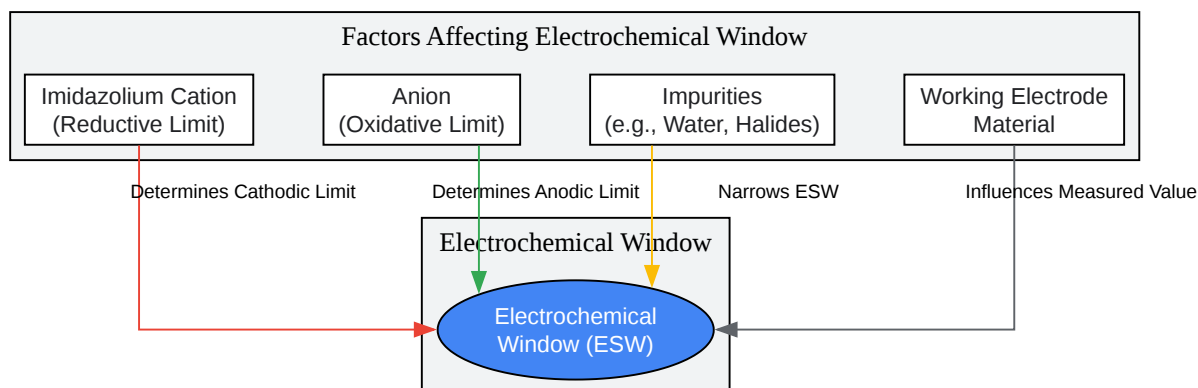 Factors Affecting Electrochemical Window
Imidazolium Cation
(Reductive Limit)
Anion
(Oxidative Limit)
Impurities
(e.g., Water, Halides)
Working Electrode
Material
Determines Cathodic Limit
Determines Anodic Limit
Narrows ESW
Influences Measured Value
Electrochemical Window
Electrochemical
Window (ESW)